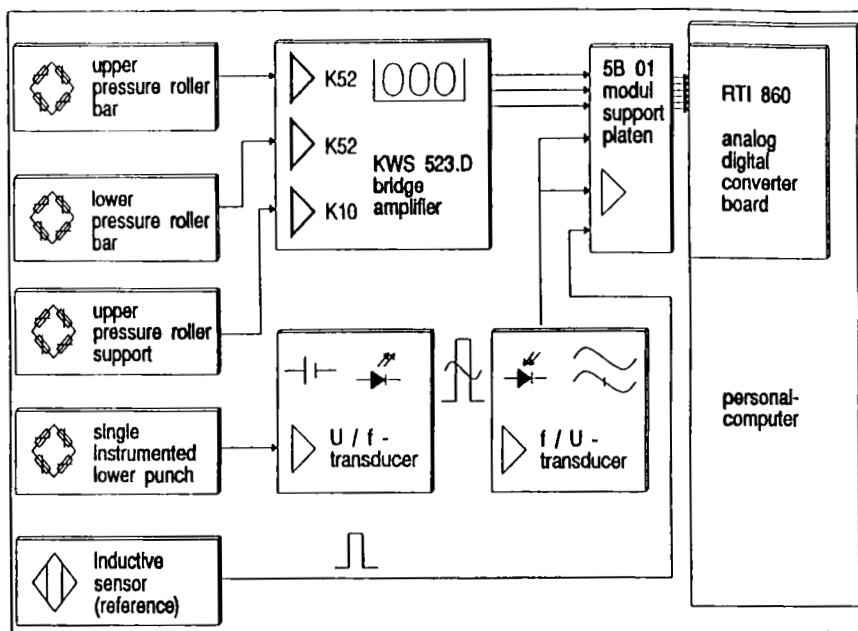 upper
pressure roller
bar
lower
pressure roller
bar
upper
pressure roller
support
single
instrumented
lower punch
Inductive
sensor
(reference)
K52
K52
K10
KWS 523.D
bridge
amplifier
U / f -
transducer
f / U -
transducer
5B 01
modul
support
platen
RTI 860
analog
digital
converter
board
personal-
computer